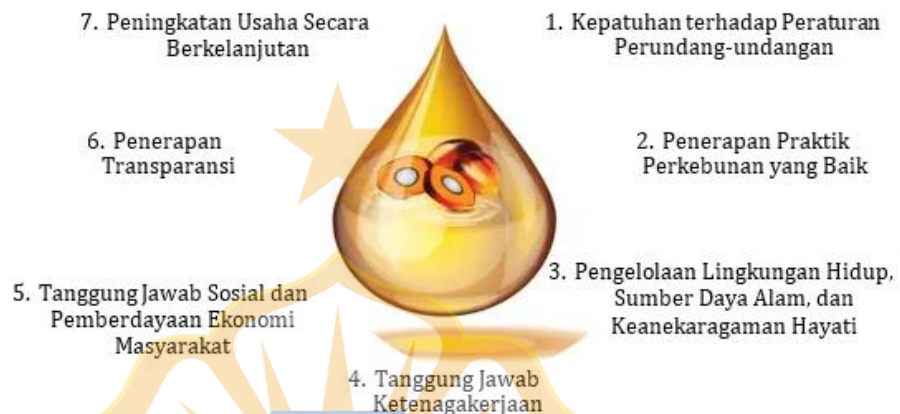 1. Kepatuhan terhadap Peraturan
Perundang-undangan
2. Penerapan Praktik
Perkebunan yang Baik
3. Pengelolaan Lingkungan Hidup,
Sumber Daya Alam, dan
Keanekaragaman Hayati
4. Tanggung Jawab
Ketenagakerjaan
5. Tanggung Jawab Sosial dan
Pemberdayaan Ekonomi
Masyarakat
6. Penerapan
Transparansi
7. Peningkatan Usaha Secara
Berkelanjutan